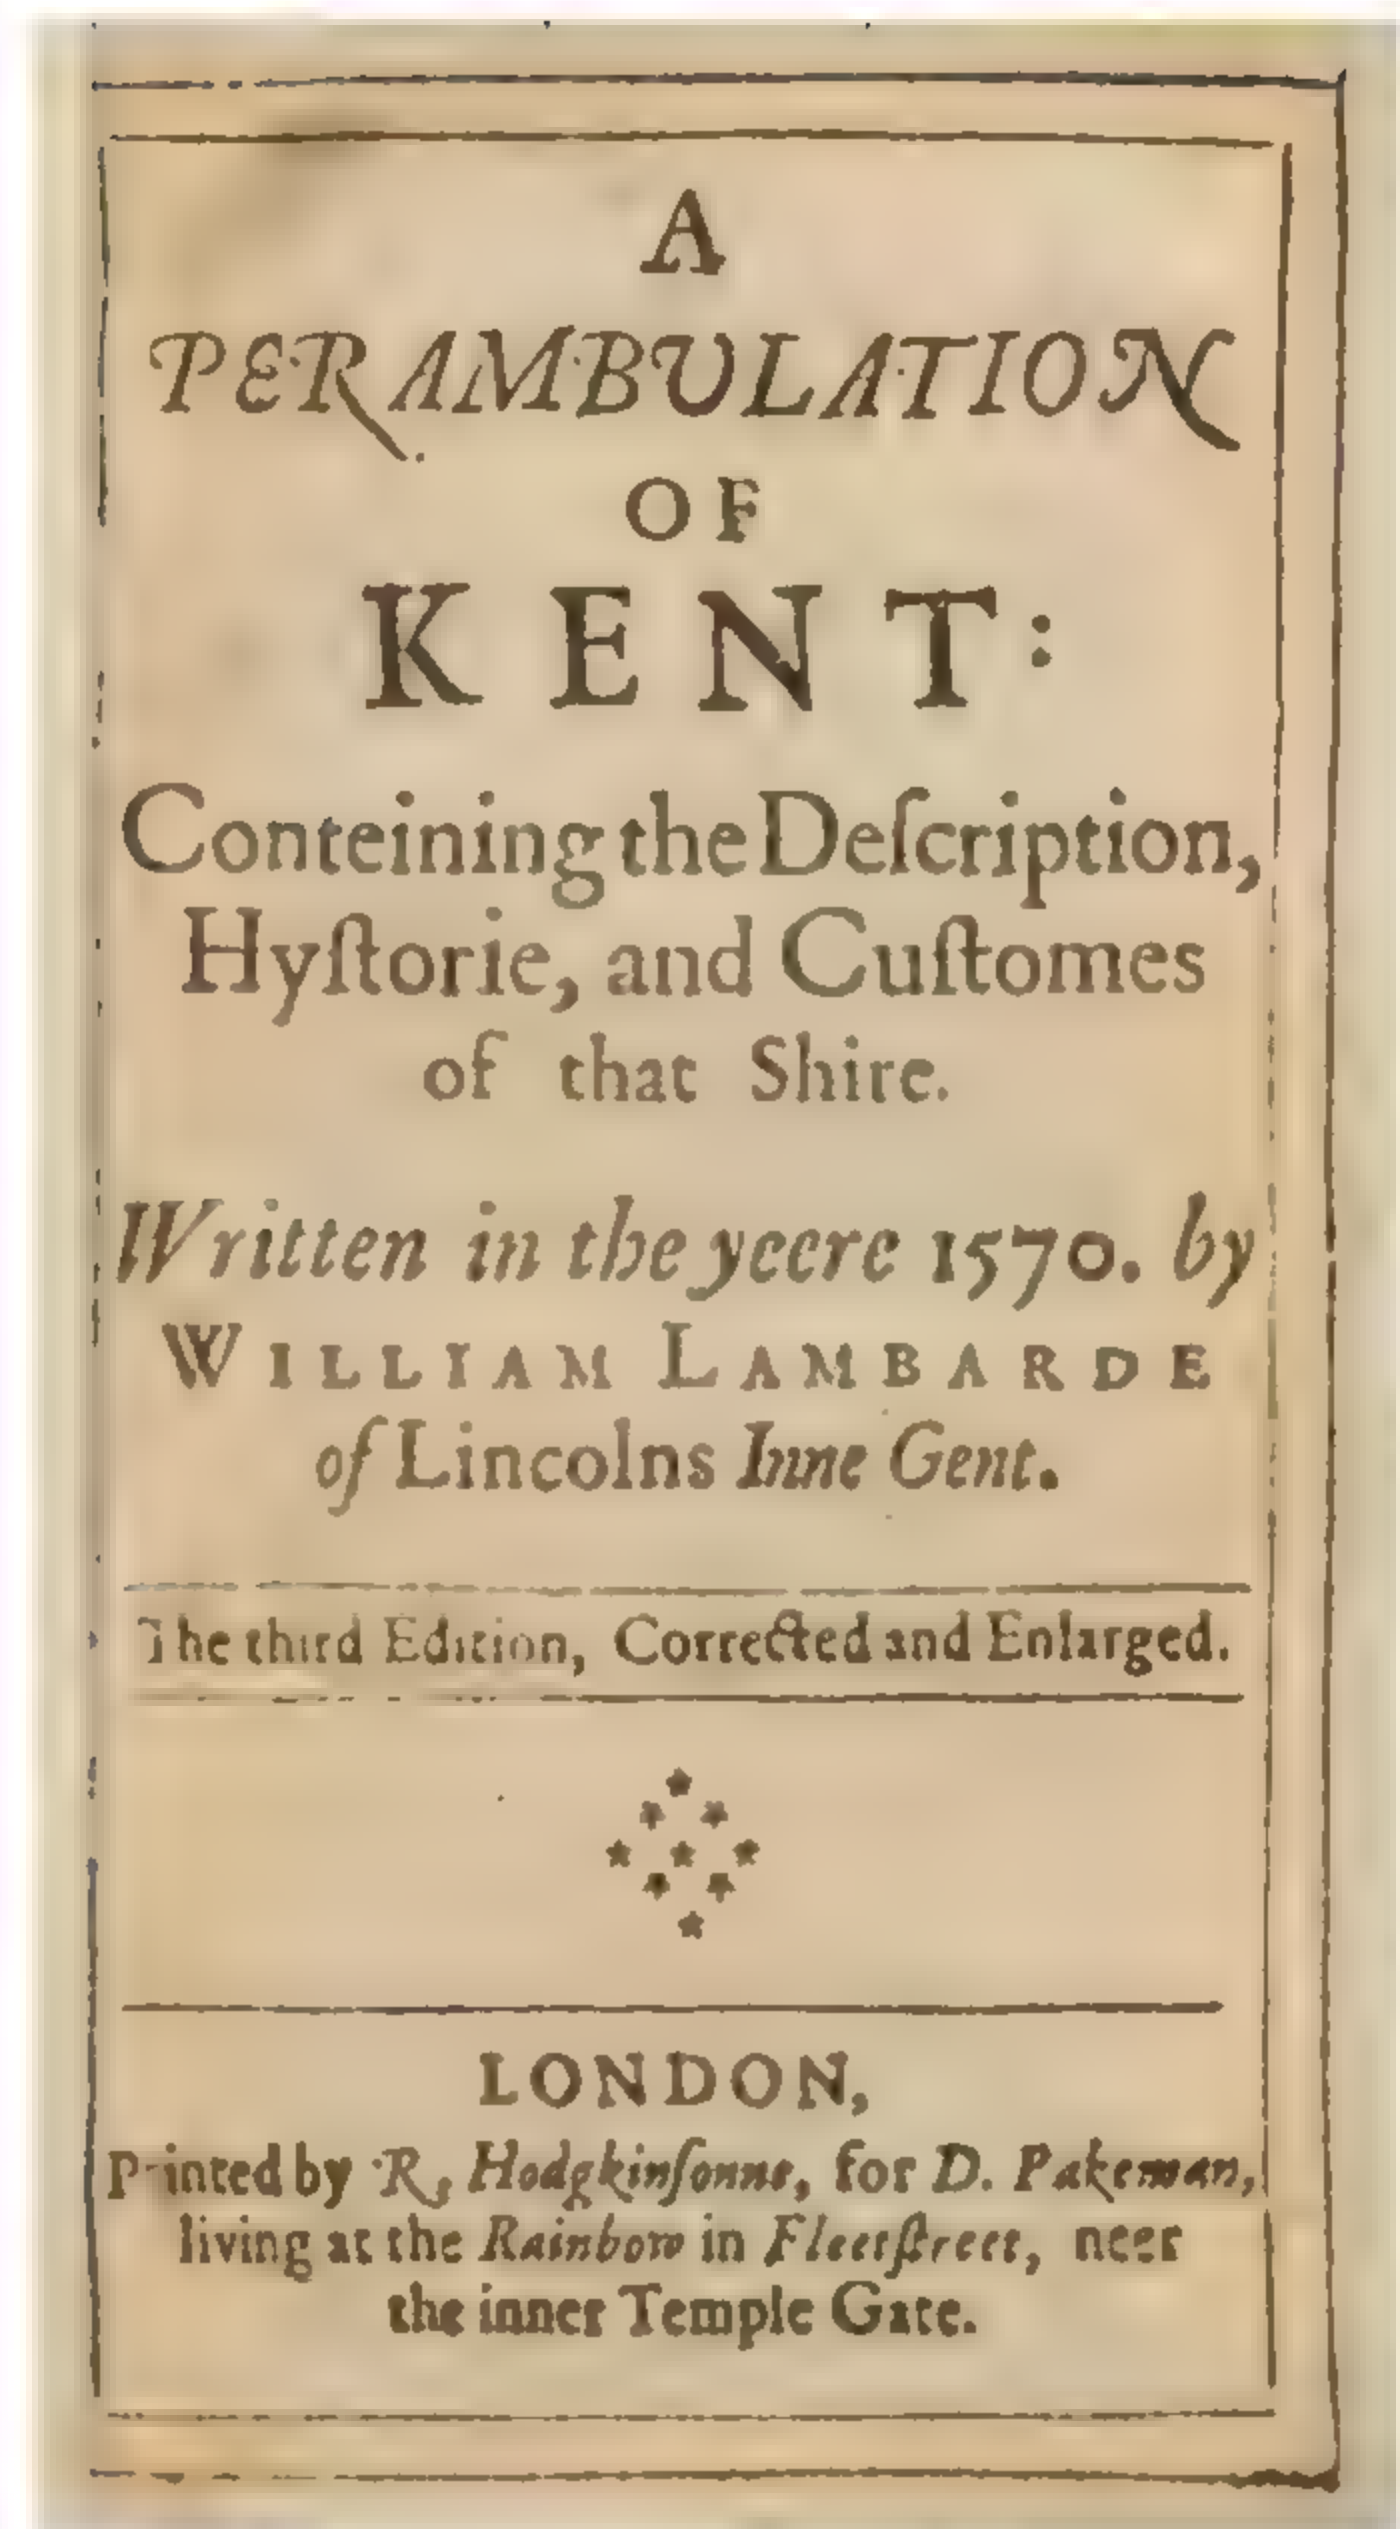 A
PERAMBULATION
OF
KENT:
Conteining the Deſcription,
Hyſtorie, and Cuſtomes
of that Shire.
Written in the yeere 1570. by
WILLIAM LAMBARDE
of Lincolns Inne Gent.
The third Edition, Corrected and Enlarged.
LONDON,
Printed by R. Hodgkinſonne, for D. Pakeman,
living at the Rainbow in Fleetſtreet, neer
the inner Temple Gate.